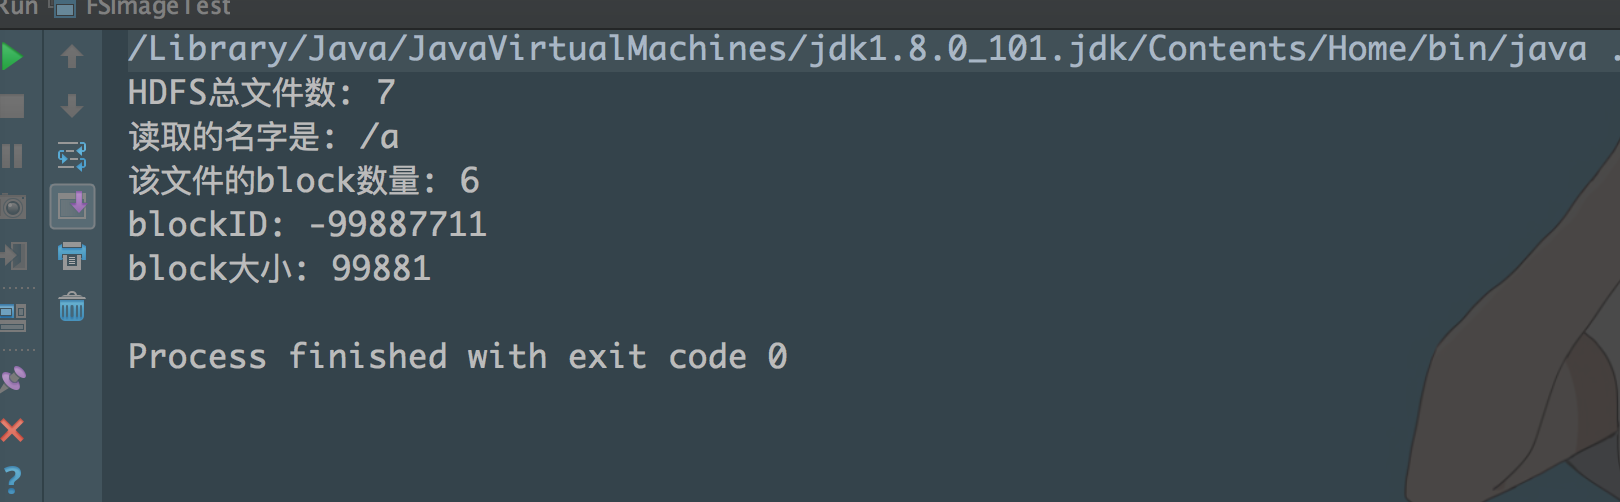 Run FSImageTest
/Library/Java/JavaVirtualMachines/jdk1.8.0_101.jdk/Contents/Home/bin/java .
HDFS总文件数: 7
读取的名字是: /a
该文件的block数量: 6
blockID: -99887711
block大小: 99881
Process finished with exit code 0
?